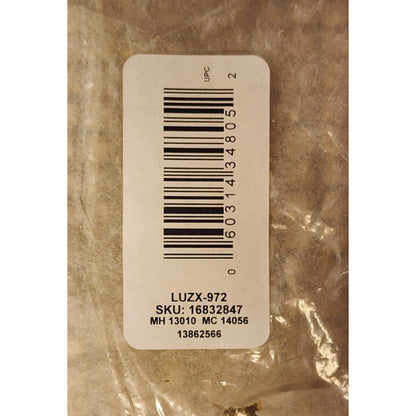 UPC
0 60314 34805 2
LUZX-972
SKU: 16832847
MH 13010 MC 14056
13862566